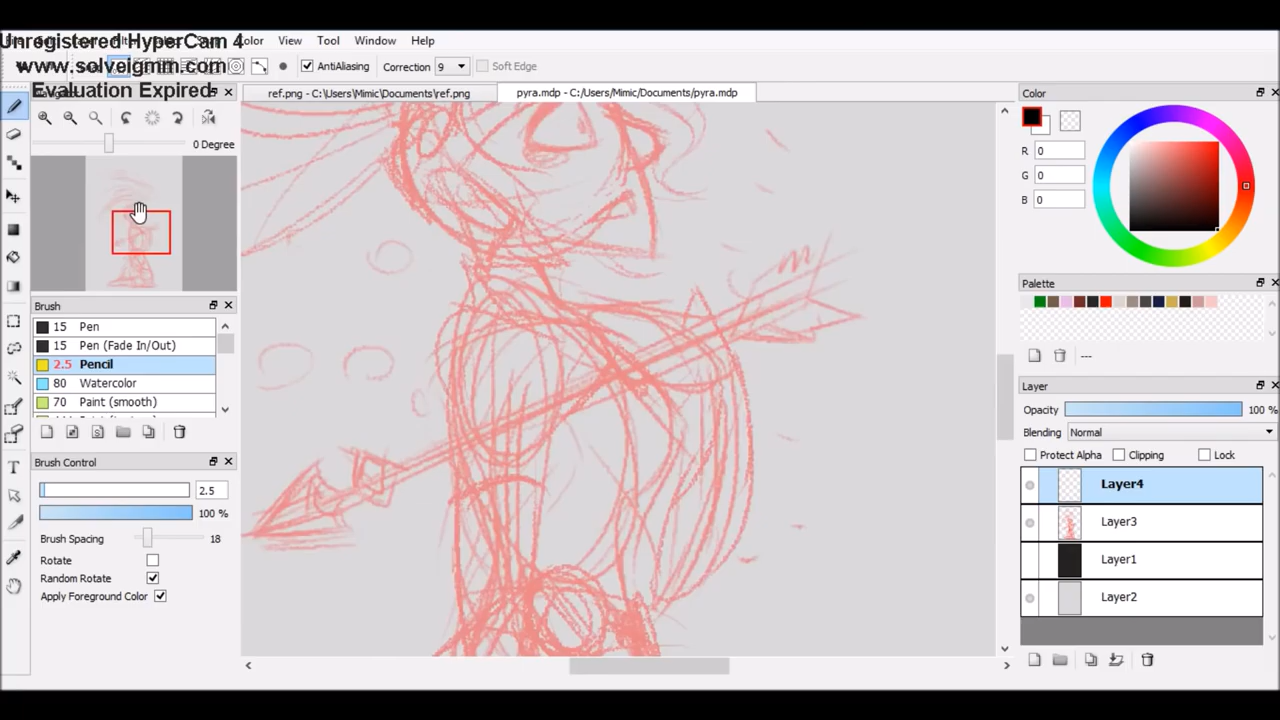 Unregistered HyperCam 4
Color View Tool Window Help
www.solveigmm.com
AntiAliasing Correction 9 Soft Edge
Evaluation Expired.
ref.png - C:\Users\Mimic\Documents\ref.png
pyra.mdp - C:/Users/Mimic/Documents/pyra.mdp
0 Degree
Brush
15 Pen
15 Pen (Fade In/Out)
2.5 Pencil
80 Watercolor
70 Paint (smooth)
Brush Control
2.5
100 %
Brush Spacing 18
Rotate
Random Rotate
Apply Foreground Color
Color
R 0
G 0
B 0
Palette
---
Layer
Opacity 100 %
Blending Normal
Protect Alpha Clipping Lock
Layer4
Layer3
Layer1
Layer2